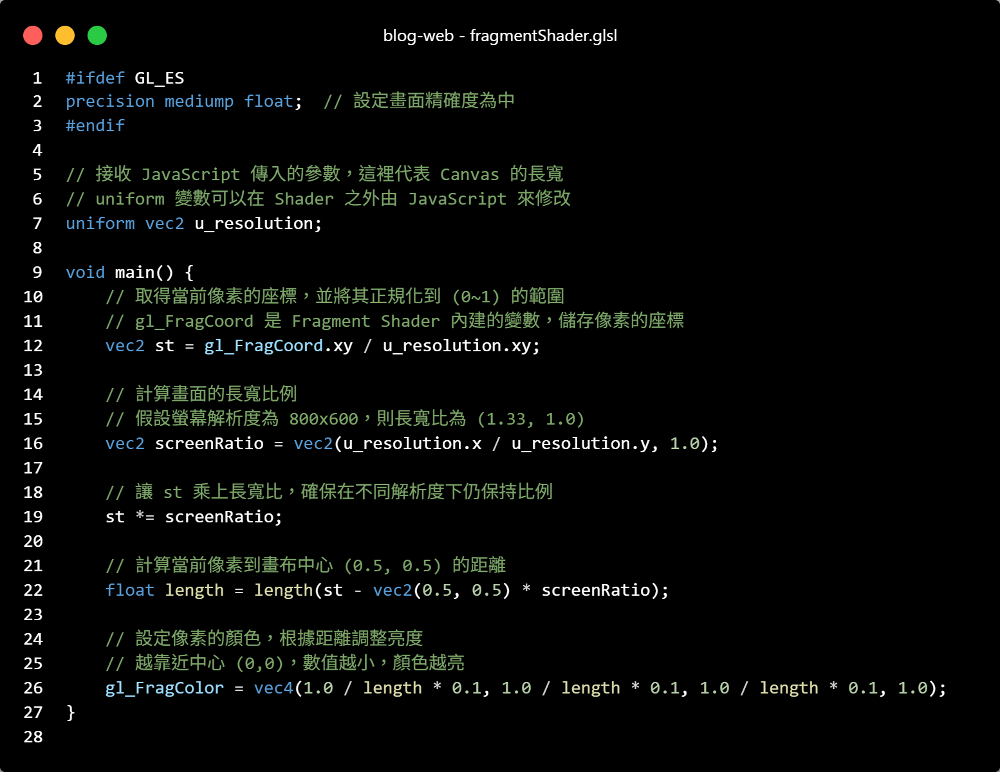 blog-web - fragmentShader.glsl
1 #ifdef GL_ES
2 precision mediump float;  // 設定畫面精確度為中
3 #endif
4
5 // 接收 JavaScript 傳入的參數，這裡代表 Canvas 的長寬
6 // uniform 變數可以在 Shader 之外由 JavaScript 來修改
7 uniform vec2 u_resolution;
8
9 void main() {
10     // 取得當前像素的座標，並將其正規化到 (0~1) 的範圍
11     // gl_FragCoord 是 Fragment Shader 內建的變數，儲存像素的座標
12     vec2 st = gl_FragCoord.xy / u_resolution.xy;
13
14     // 計算畫面的長寬比例
15     // 假設螢幕解析度為 800x600，則長寬比為 (1.33, 1.0)
16     vec2 screenRatio = vec2(u_resolution.x / u_resolution.y, 1.0);
17
18     // 讓 st 乘上長寬比，確保在不同解析度下仍保持比例
19     st *= screenRatio;
20
21     // 計算當前像素到畫布中心 (0.5, 0.5) 的距離
22     float length = length(st - vec2(0.5, 0.5) * screenRatio);
23
24     // 設定像素的顏色，根據距離調整亮度
25     // 越靠近中心 (0,0)，數值越小，顏色越亮
26     gl_FragColor = vec4(1.0 / length * 0.1, 1.0 / length * 0.1, 1.0 / length * 0.1, 1.0);
27 }
28